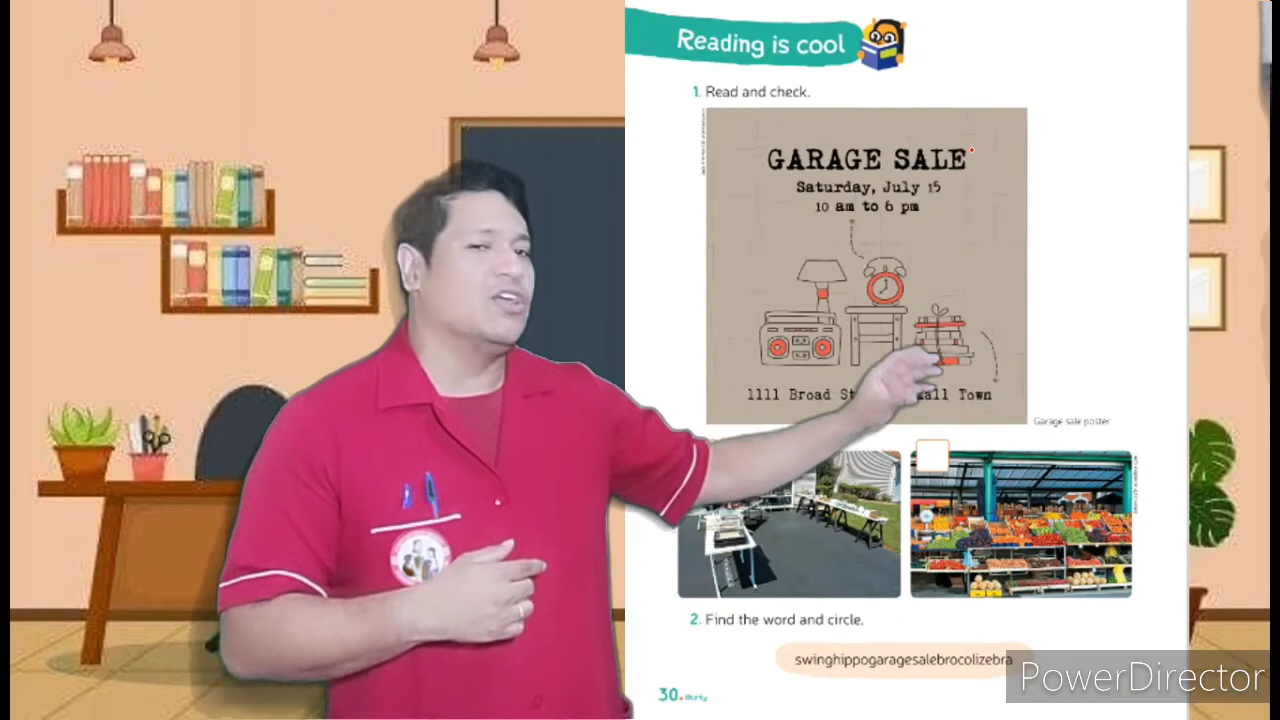 Reading is cool
1. Read and check.
GARAGE SALE
Saturday, July 15
10 am to 6 pm
1111 Broad Town
Garage sale poster
2. Find the word and circle.
swinghippogaragesalebrocolizebra
30. thirty
PowerDirector